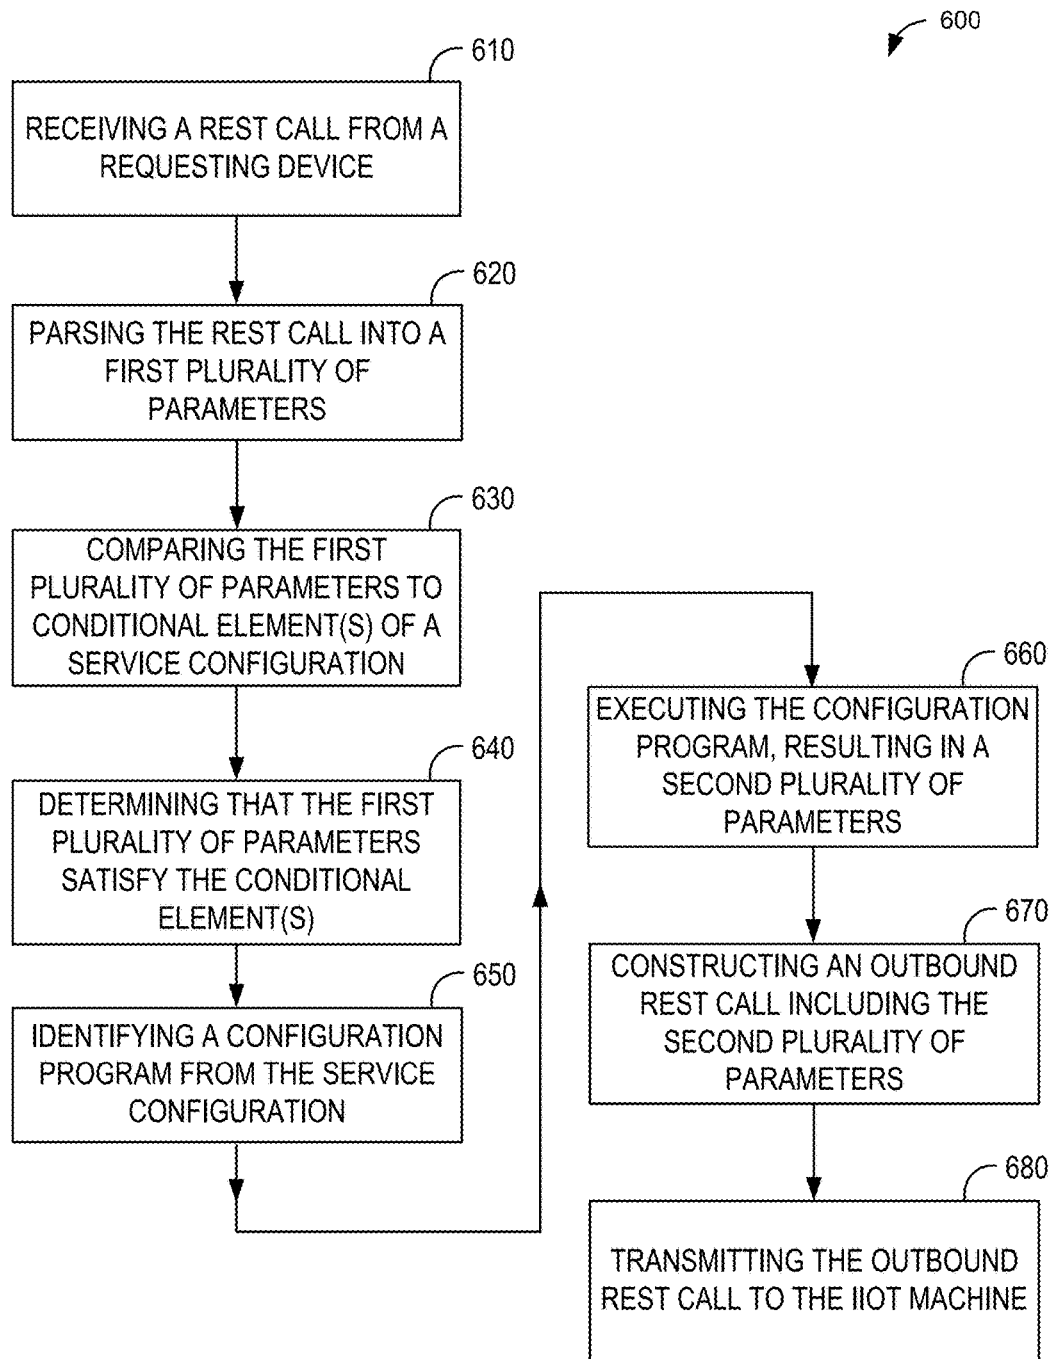 600
610
RECEIVING A REST CALL FROM A
REQUESTING DEVICE
620
PARSING THE REST CALL INTO A
FIRST PLURALITY OF
PARAMETERS
630
COMPARING THE FIRST
PLURALITY OF PARAMETERS TO
CONDITIONAL ELEMENT(S) OF A
SERVICE CONFIGURATION
640
DETERMINING THAT THE FIRST
PLURALITY OF PARAMETERS
SATISFY THE CONDITIONAL
ELEMENT(S)
650
IDENTIFYING A CONFIGURATION
PROGRAM FROM THE SERVICE
CONFIGURATION
660
EXECUTING THE CONFIGURATION
PROGRAM, RESULTING IN A
SECOND PLURALITY OF
PARAMETERS
670
CONSTRUCTING AN OUTBOUND
REST CALL INCLUDING THE
SECOND PLURALITY OF
PARAMETERS
680
TRANSMITTING THE OUTBOUND
REST CALL TO THE IIOT MACHINE